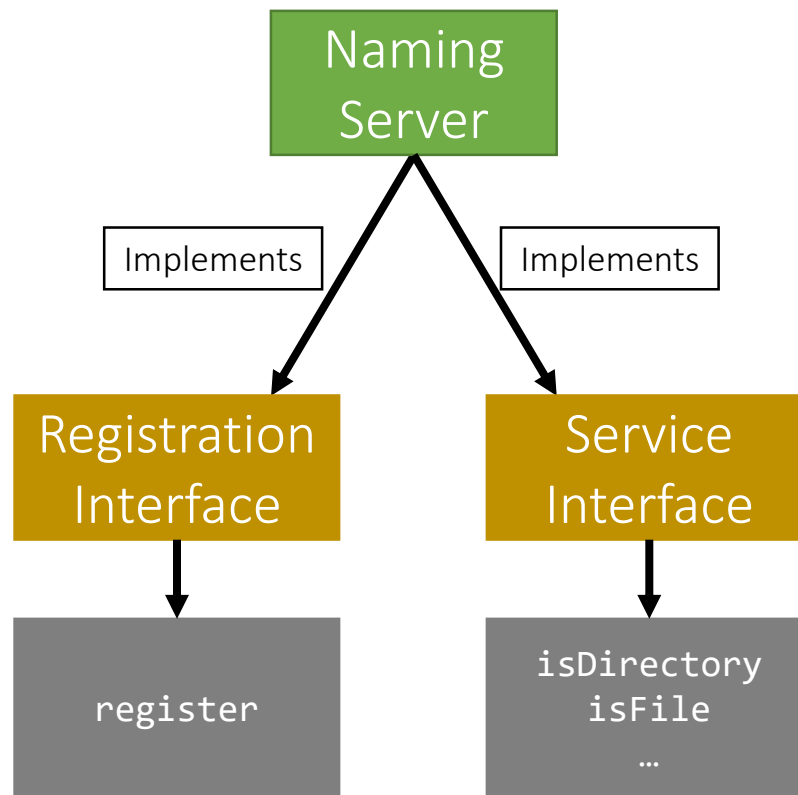 Naming
Server
Implements
Implements
Registration
Interface
Service
Interface
register
isDirectory
isFile
…